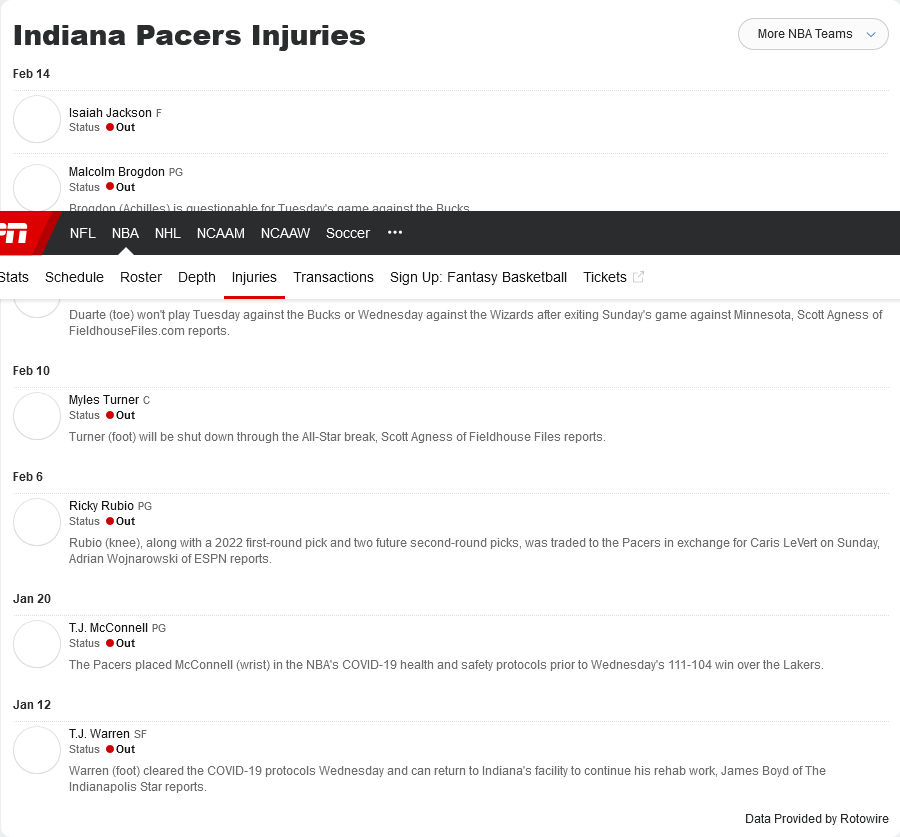 Indiana Pacers Injuries
More NBA Teams
Feb 14
Isaiah Jackson F
Status Out
Malcolm Brogdon PG
Status Out
Brogdon (Achilles) is questionable for Tuesday's game against the Bucks
NFL NBA NHL NCAAM NCAAW Soccer •••
Stats Schedule Roster Depth Injuries Transactions Sign Up: Fantasy Basketball Tickets
Duarte (toe) won't play Tuesday against the Bucks or Wednesday against the Wizards after exiting Sunday's game against Minnesota, Scott Agness of
FieldhouseFiles.com reports.
Feb 10
Myles Turner C
Status Out
Turner (foot) will be shut down through the All-Star break, Scott Agness of Fieldhouse Files reports.
Feb 6
Ricky Rubio PG
Status Out
Rubio (knee), along with a 2022 first-round pick and two future second-round picks, was traded to the Pacers in exchange for Caris LeVert on Sunday,
Adrian Wojnarowski of ESPN reports.
Jan 20
T.J. McConnell PG
Status Out
The Pacers placed McConnell (wrist) in the NBA's COVID-19 health and safety protocols prior to Wednesday's 111-104 win over the Lakers.
Jan 12
T.J. Warren SF
Status Out
Warren (foot) cleared the COVID-19 protocols Wednesday and can return to Indiana's facility to continue his rehab work, James Boyd of The
Indianapolis Star reports.
Data Provided by Rotowire